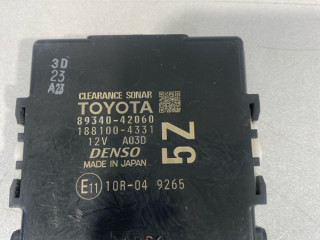 3D
23
A23
CLEARANCE SONAR
TOYOTA
89340-42060
188100-4331
12V A03D
DENSO
MADE IN JAPAN
5Z
E11 10R-04 9265